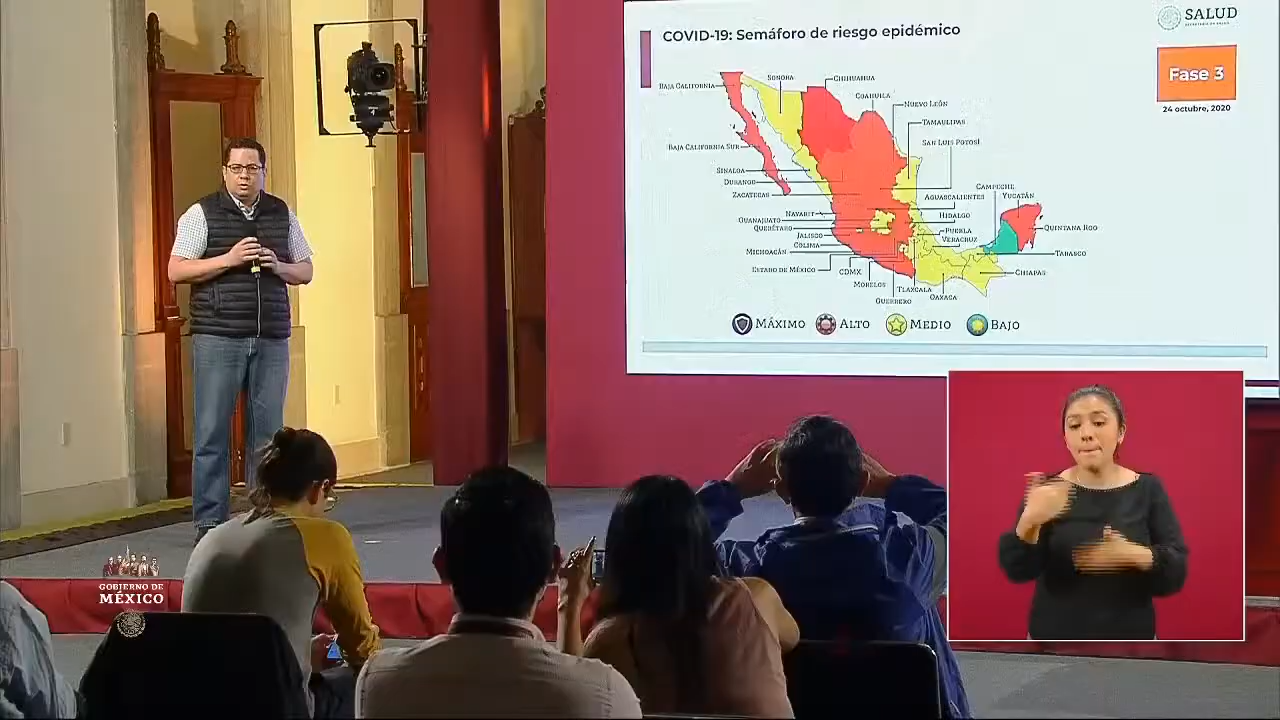 COVID-19: Semáforo de riesgo epidémico
SALUD
Fase 3
24 octubre, 2020
BAJA CALIFORNIA
SONORA
CHIHUAHUA
COAHUILA
NUEVO LEÓN
TAMAULIPAS
SAN LUIS POTOSÍ
BAJA CALIFORNIA SUR
SINALOA
DURANGO
ZACATECAS
CAMPECHE
YUCATÁN
AGUASCALIENTES
NAYARIT
HIDALGO
GUANAJUATO
QUERÉTARO
PUEBLA
QUINTANA ROO
JALISCO
VERACRUZ
COLIMA
MICHOACÁN
TABASCO
ESTADO DE MÉXICO
CDMX
CHIAPAS
MORELOS
TLAXCALA
GUERRERO
OAXACA
MÁXIMO
ALTO
MEDIO
BAJO
GOBIERNO DE
MÉXICO